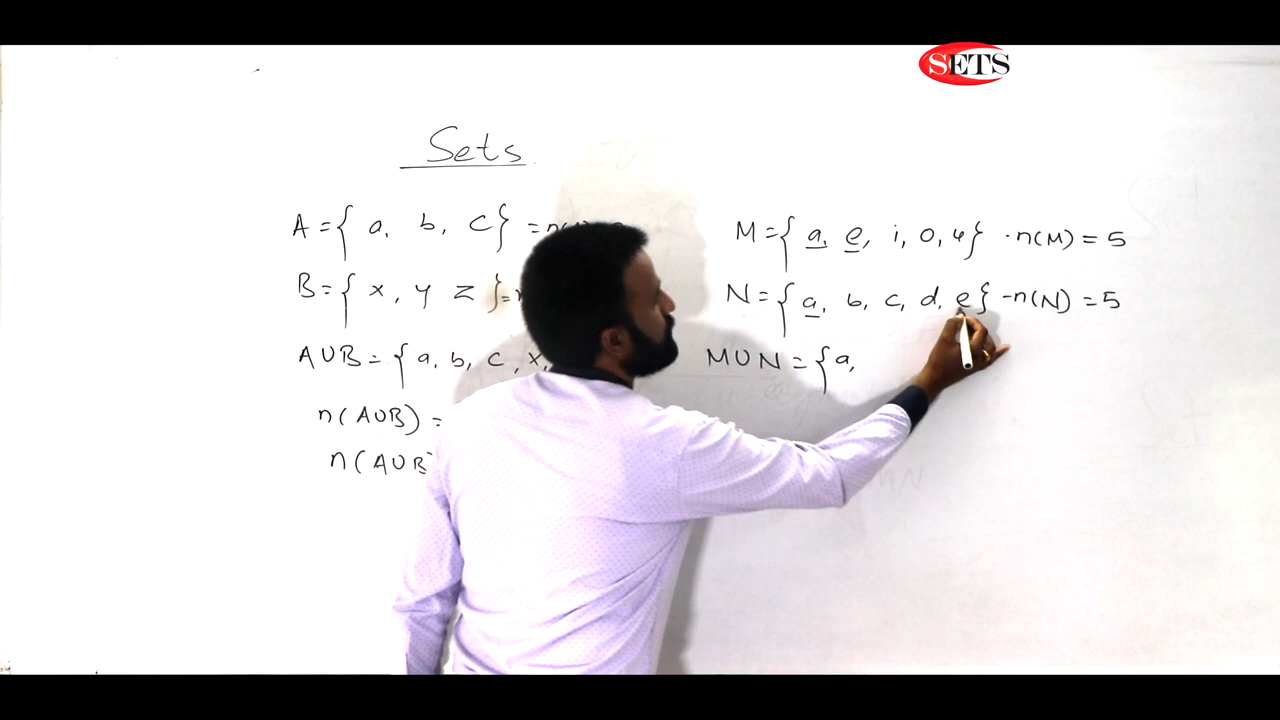 SETS
Sets
A = { a, b, c } = n
B = { x, y z } =
A∪B = { a, b, c, x,
n(A∪B) =
n(A∪B
M = { a, e, i, o, u } · n(M) = 5
N = { a, b, c, d, e } - n(N) = 5
M∪N = { a,